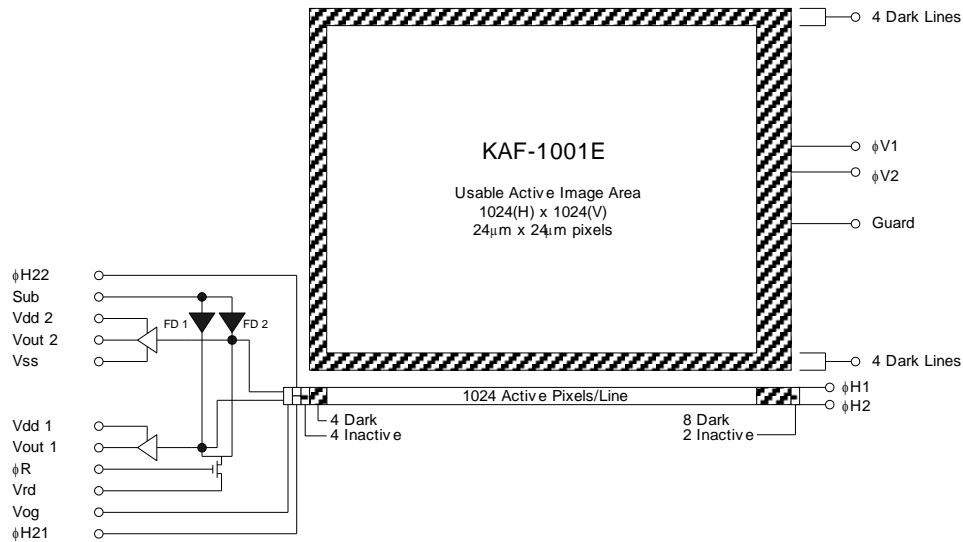 4 Dark Lines
KAF-1001E
Usable Active Image Area
1024(H) x 1024(V)
24μm x 24μm pixels
ϕV1
ϕV2
Guard
ϕH22
Sub
Vdd 2
Vout 2
Vss
FD 1
FD 2
4 Dark Lines
1024 Active Pixels/Line
ϕH1
ϕH2
4 Dark
4 Inactive
8 Dark
2 Inactive
Vdd 1
Vout 1
ϕR
Vrd
Vog
ϕH21